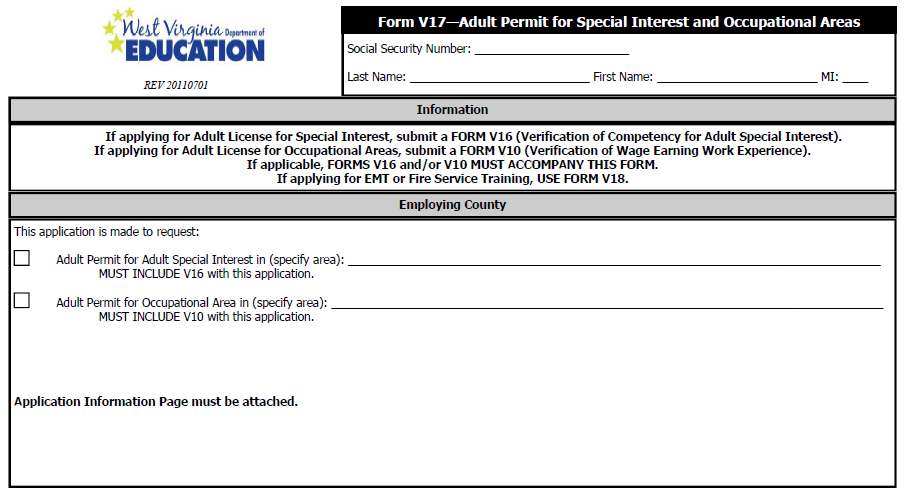 West Virginia Department of
EDUCATION
REV 20110701
Form V17—Adult Permit for Special Interest and Occupational Areas
Social Security Number: ____________________
Last Name: ____________________ First Name: ____________________ MI: ____
Information
If applying for Adult License for Special Interest, submit a FORM V16 (Verification of Competency for Adult Special Interest).
If applying for Adult License for Occupational Areas, submit a FORM V10 (Verification of Wage Earning Work Experience).
If applicable, FORMS V16 and/or V10 MUST ACCOMPANY THIS FORM.
If applying for EMT or Fire Service Training, USE FORM V18.
Employing County
This application is made to request:
Adult Permit for Adult Special Interest in (specify area): ____________________
MUST INCLUDE V16 with this application.
Adult Permit for Occupational Area in (specify area): ____________________
MUST INCLUDE V10 with this application.
Application Information Page must be attached.